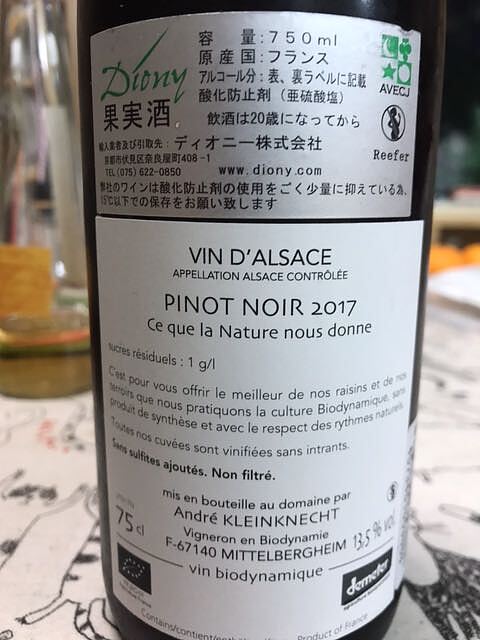 Diony
果実酒
容量:750ml
原産国:フランス
アルコール分:表、裏ラベルに記載
酸化防止剤(亜硫酸塩)
飲酒は20歳になってから
AVECJ
Reefer
輸入業者及び引取先:ディオニー株式会社
京都市伏見区奈良屋町408-1
TEL(075) 622-0850 www.diony.com
弊社のワインは酸化防止剤の使用をごく少量に抑えている為、
15℃以下での保存をお願い致します
VIN D'ALSACE
APPELLATION ALSACE CONTRÔLÉE
PINOT NOIR 2017
Ce que la Nature nous donne
sucres résiduels : 1 g/l
C'est pour vous offrir le meilleur de nos raisins et de nos
terroirs que nous pratiquons la culture Biodynamique, sans
produit de synthèse et avec le respect des rythmes naturels.
Toutes nos cuvées sont vinifiées sans intrants.
Sans sulfites ajoutés. Non filtré.
mis en bouteille au domaine par
André KLEINKNECHT
Vigneron en Biodynamie
F-67140 MITTELBERGHEIM
75 cl
13,5 % vol.
vin biodynamique
demeter
Product of France